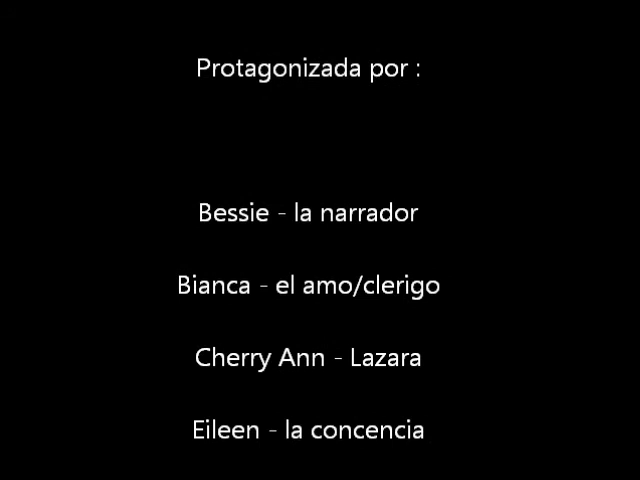 Protagonizada por :
Bessie - la narrador
Bianca - el amo/clerigo
Cherry Ann - Lazara
Eileen - la concencia